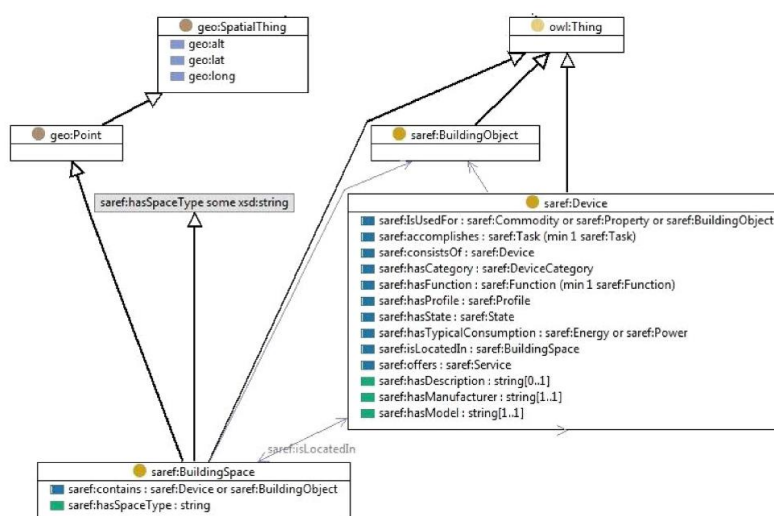 geo:SpatialThing
geo:alt
geo:lat
geo:long
owl:Thing
geo:Point
saref:BuildingObject
saref:hasSpaceType some xsd:string
saref:Device
saref:IsUsedFor : saref:Commodity or saref:Property or saref:BuildingObject
saref:accomplishes : saref:Task (min 1 saref:Task)
saref:consistsOf : saref:Device
saref:hasCategory : saref:DeviceCategory
saref:hasFunction : saref:Function (min 1 saref:Function)
saref:hasProfile : saref:Profile
saref:hasState : saref:State
saref:hasTypicalConsumption : saref:Energy or saref:Power
saref:isLocatedIn : saref:BuildingSpace
saref:offers : saref:Service
saref:hasDescription : string[0..1]
saref:hasManufacturer : string[1..1]
saref:hasModel : string[1..1]
saref:isLocatedIn
saref:BuildingSpace
saref:contains : saref:Device or saref:BuildingObject
saref:hasSpaceType : string